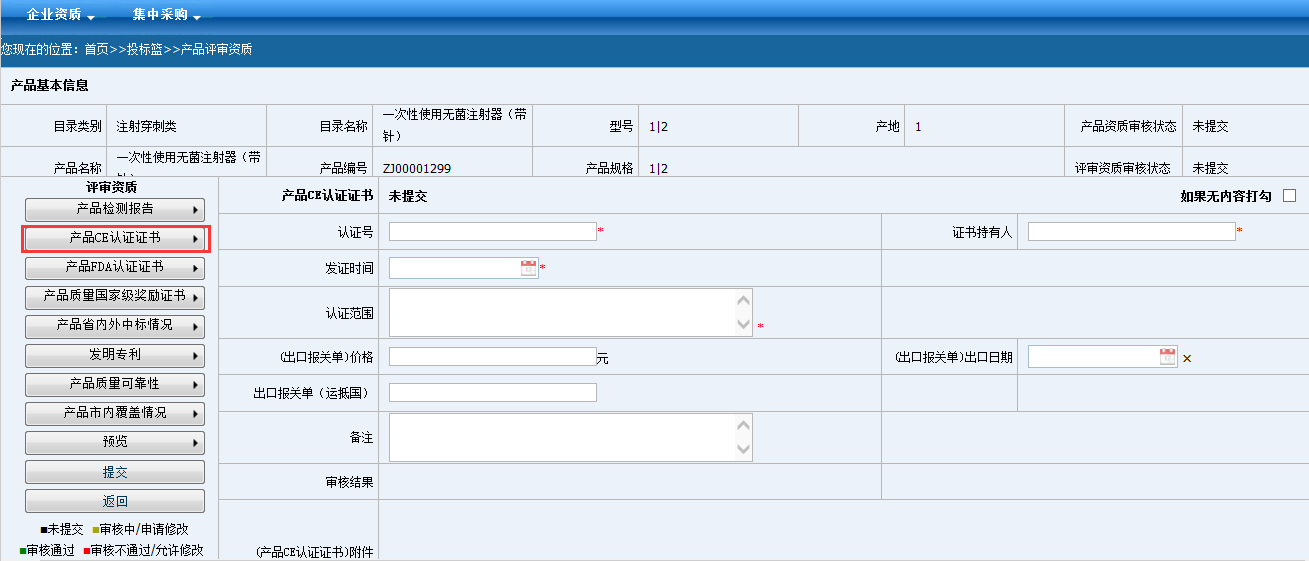 企业资质 集中采购
您现在的位置：首页>>投标篮>>产品评审资质
产品基本信息
目录类别 注射穿刺类 目录名称 一次性使用无菌注射器（带针） 型号 1|2 产地 1 产品资质审核状态 未提交
产品名称 一次性使用无菌注射器（带 产品编号 ZJ00001299 产品规格 1|2 评审资质审核状态 未提交
评审资质
产品检测报告
产品CE认证证书
产品FDA认证证书
产品质量国家级奖励证书
产品省内外中标情况
发明专利
产品质量可靠性
产品市内覆盖情况
预览
提交
返回
■未提交 ■审核中/申请修改
■审核通过 ■审核不通过/允许修改
产品CE认证证书 未提交 如果无内容打勾
认证号 * 证书持有人 *
发证时间 *
认证范围 *
(出口报关单)价格 元 (出口报关单)出口日期 ×
出口报关单（运抵国）
备注
审核结果
(产品CE认证证书)附件